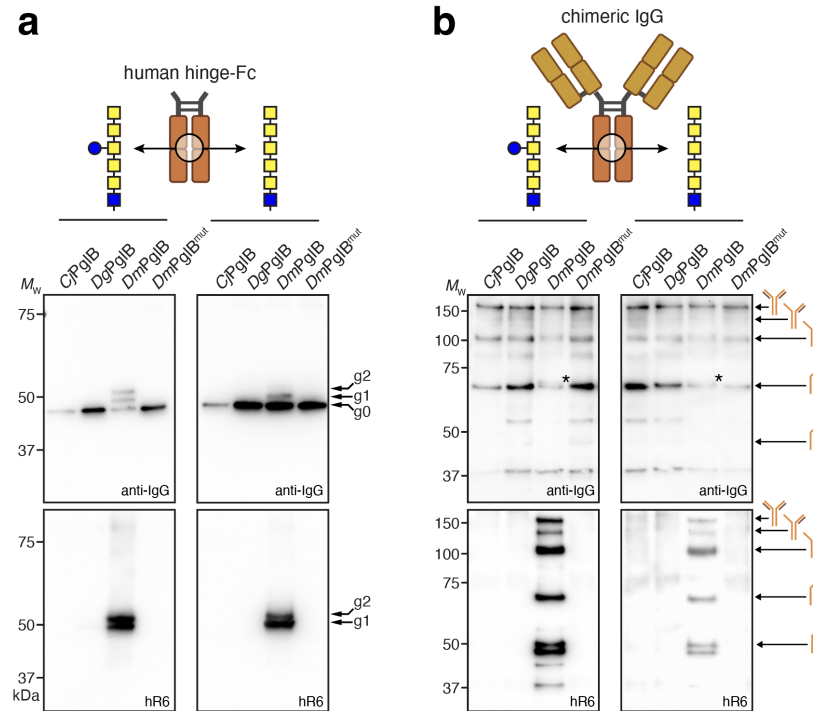 a
human hinge-Fc
CjPglB
DgPglB
DmPglB
DmPglBmut
CjPglB
DgPglB
DmPglB
DmPglBmut
Mw
75
50
37
anti-IgG
anti-IgG
g2
g1
g0
75
50
37
kDa
hR6
hR6
g2
g1
b
chimeric IgG
CjPglB
DgPglB
DmPglB
DmPglBmut
CjPglB
DgPglB
DmPglB
DmPglBmut
Mw
150
100
75
50
37
*
*
anti-IgG
anti-IgG
150
100
75
50
37
hR6
hR6